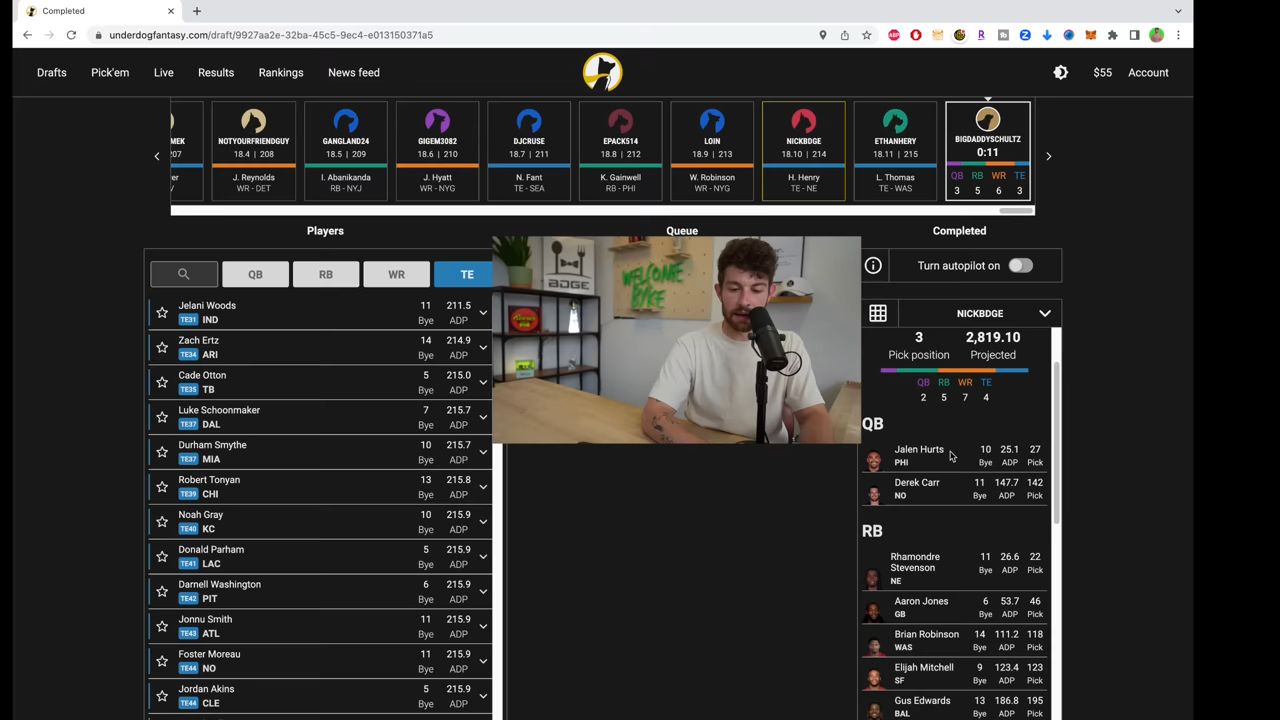 Completed
underdogfantasy.com/draft/9927aa2e-32ba-45c5-9ec4-e013150371a5
Drafts Pick'em Live Results Rankings News feed $55 Account
MEK NOTYOURFRIENDGUY GANGLAND24 GIGEM3082 DJCRUSE EPACK514 LOIN NICKBDGE ETHANHERY BIGDADDYSCHULTZ
207 18.4 | 208 18.5 | 209 18.6 | 210 18.7 | 211 18.8 | 212 18.9 | 213 18.10 | 214 18.11 | 215 0:11
er J. Reynolds I. Abanikanda J. Hyatt N. Fant K. Gainwell W. Robinson H. Henry L. Thomas QB RB WR TE
V WR - DET RB - NYJ WR - NYG TE - SEA RB - PHI WR - NYG TE - NE TE - WAS 3 5 6 3
Players Queue Completed
QB RB WR TE
Turn autopilot on
Jelani Woods 11 211.5
TE31 IND Bye ADP
Zach Ertz 14 214.9
TE34 ARI Bye ADP
Cade Otton 5 215.0
TE35 TB Bye ADP
Luke Schoonmaker 7 215.7
TE37 DAL Bye ADP
Durham Smythe 10 215.7
TE37 MIA Bye ADP
Robert Tonyan 13 215.8
TE39 CHI Bye ADP
Noah Gray 10 215.9
TE40 KC Bye ADP
Donald Parham 5 215.9
TE41 LAC Bye ADP
Darnell Washington 6 215.9
TE42 PIT Bye ADP
Jonnu Smith 11 215.9
TE43 ATL Bye ADP
Foster Moreau 11 215.9
TE44 NO Bye ADP
Jordan Akins 5 215.9
TE44 CLE Bye ADP
BDGE
WELCOME
BYKE
NICKBDGE
3 2,819.10
Pick position Projected
QB RB WR TE
2 5 7 4
QB
Jalen Hurts 10 25.1 27
PHI Bye ADP Pick
Derek Carr 11 147.7 142
NO Bye ADP Pick
RB
Rhamondre Stevenson 11 26.6 22
NE Bye ADP Pick
Aaron Jones 6 53.7 46
GB Bye ADP Pick
Brian Robinson 14 111.2 118
WAS Bye ADP Pick
Elijah Mitchell 9 123.4 123
SF Bye ADP Pick
Gus Edwards 13 186.8 195
BAL Bye ADP Pick